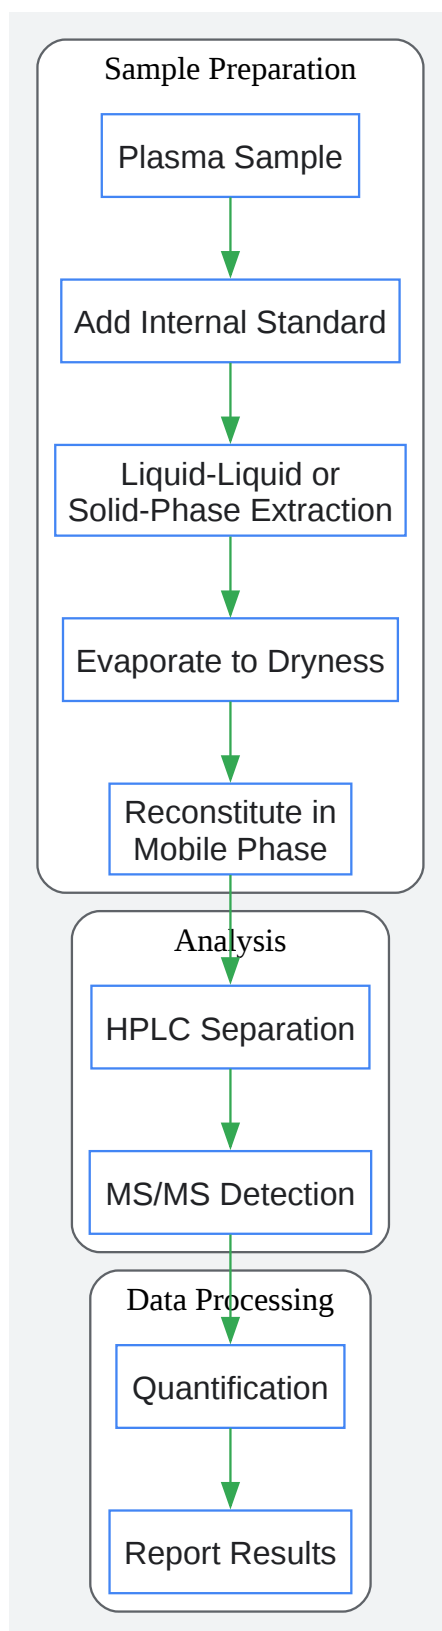 Sample Preparation
Plasma Sample
Add Internal Standard
Liquid-Liquid or
Solid-Phase Extraction
Evaporate to Dryness
Reconstitute in
Mobile Phase
Analysis
HPLC Separation
MS/MS Detection
Data Processing
Quantification
Report Results